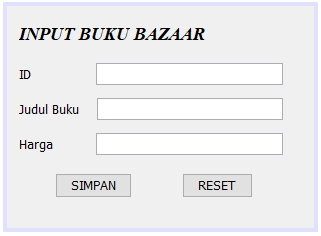 INPUT BUKU BAZAAR
ID
Judul Buku
Harga
SIMPAN RESET